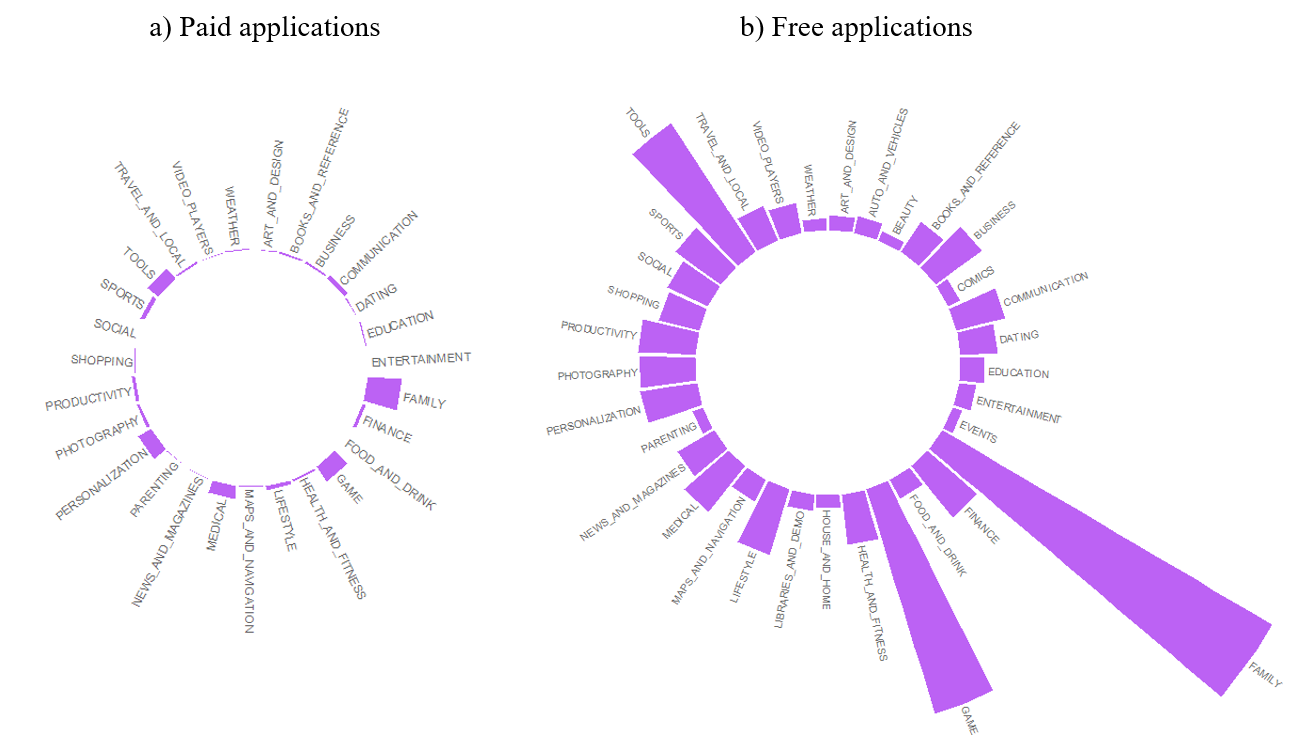 a) Paid applications
b) Free applications
ART_AND_DESIGN
BOOKS_AND_REFERENCE
BUSINESS
COMMUNICATION
DATING
EDUCATION
ENTERTAINMENT
FAMILY
FINANCE
FOOD_AND_DRINK
GAME
HEALTH_AND_FITNESS
LIFESTYLE
MAPS_AND_NAVIGATION
MEDICAL
NEWS_AND_MAGAZINES
PARENTING
PERSONALIZATION
PHOTOGRAPHY
PRODUCTIVITY
SHOPPING
SOCIAL
SPORTS
TOOLS
TRAVEL_AND_LOCAL
VIDEO_PLAYERS
WEATHER
ART_AND_DESIGN
AUTO_AND_VEHICLES
BEAUTY
BOOKS_AND_REFERENCE
BUSINESS
COMICS
COMMUNICATION
DATING
EDUCATION
ENTERTAINMENT
EVENTS
FAMILY
FINANCE
FOOD_AND_DRINK
GAME
HEALTH_AND_FITNESS
HOUSE_AND_HOME
LIBRARIES_AND_DEMO
LIFESTYLE
MAPS_AND_NAVIGATION
MEDICAL
NEWS_AND_MAGAZINES
PARENTING
PERSONALIZATION
PHOTOGRAPHY
PRODUCTIVITY
SHOPPING
SOCIAL
SPORTS
TOOLS
TRAVEL_AND_LOCAL
VIDEO_PLAYERS
WEATHER